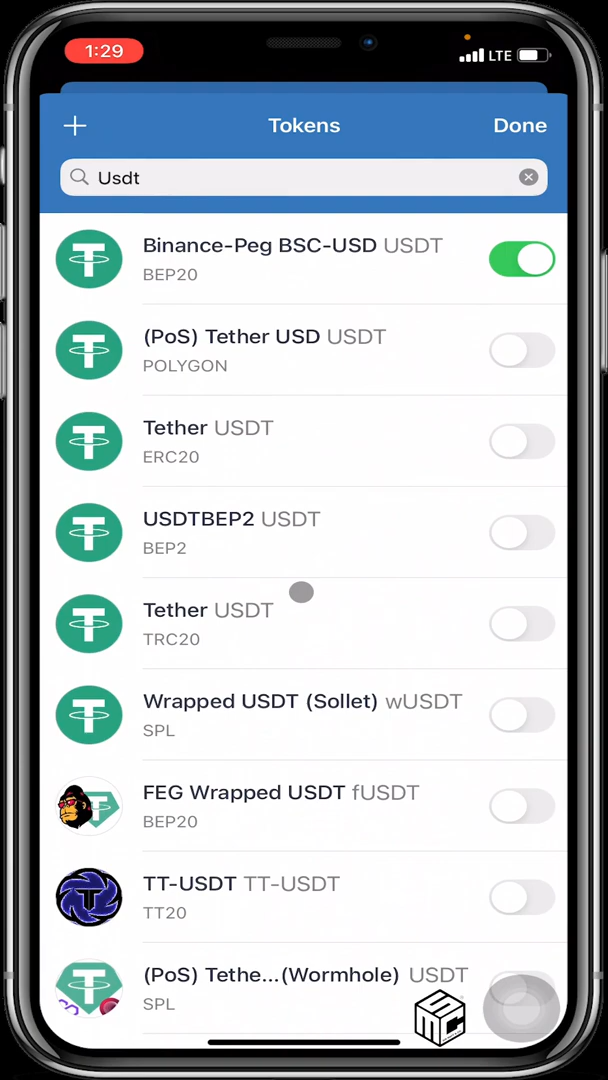 1:29
LTE
Tokens
Done
Usdt
Binance-Peg BSC-USD USDT
BEP20
(PoS) Tether USD USDT
POLYGON
Tether USDT
ERC20
USDTBEP2 USDT
BEP2
Tether USDT
TRC20
Wrapped USDT (Sollet) wUSDT
SPL
FEG Wrapped USDT fUSDT
BEP20
TT-USDT TT-USDT
TT20
(PoS) Tethe...(Wormhole) USDT
SPL